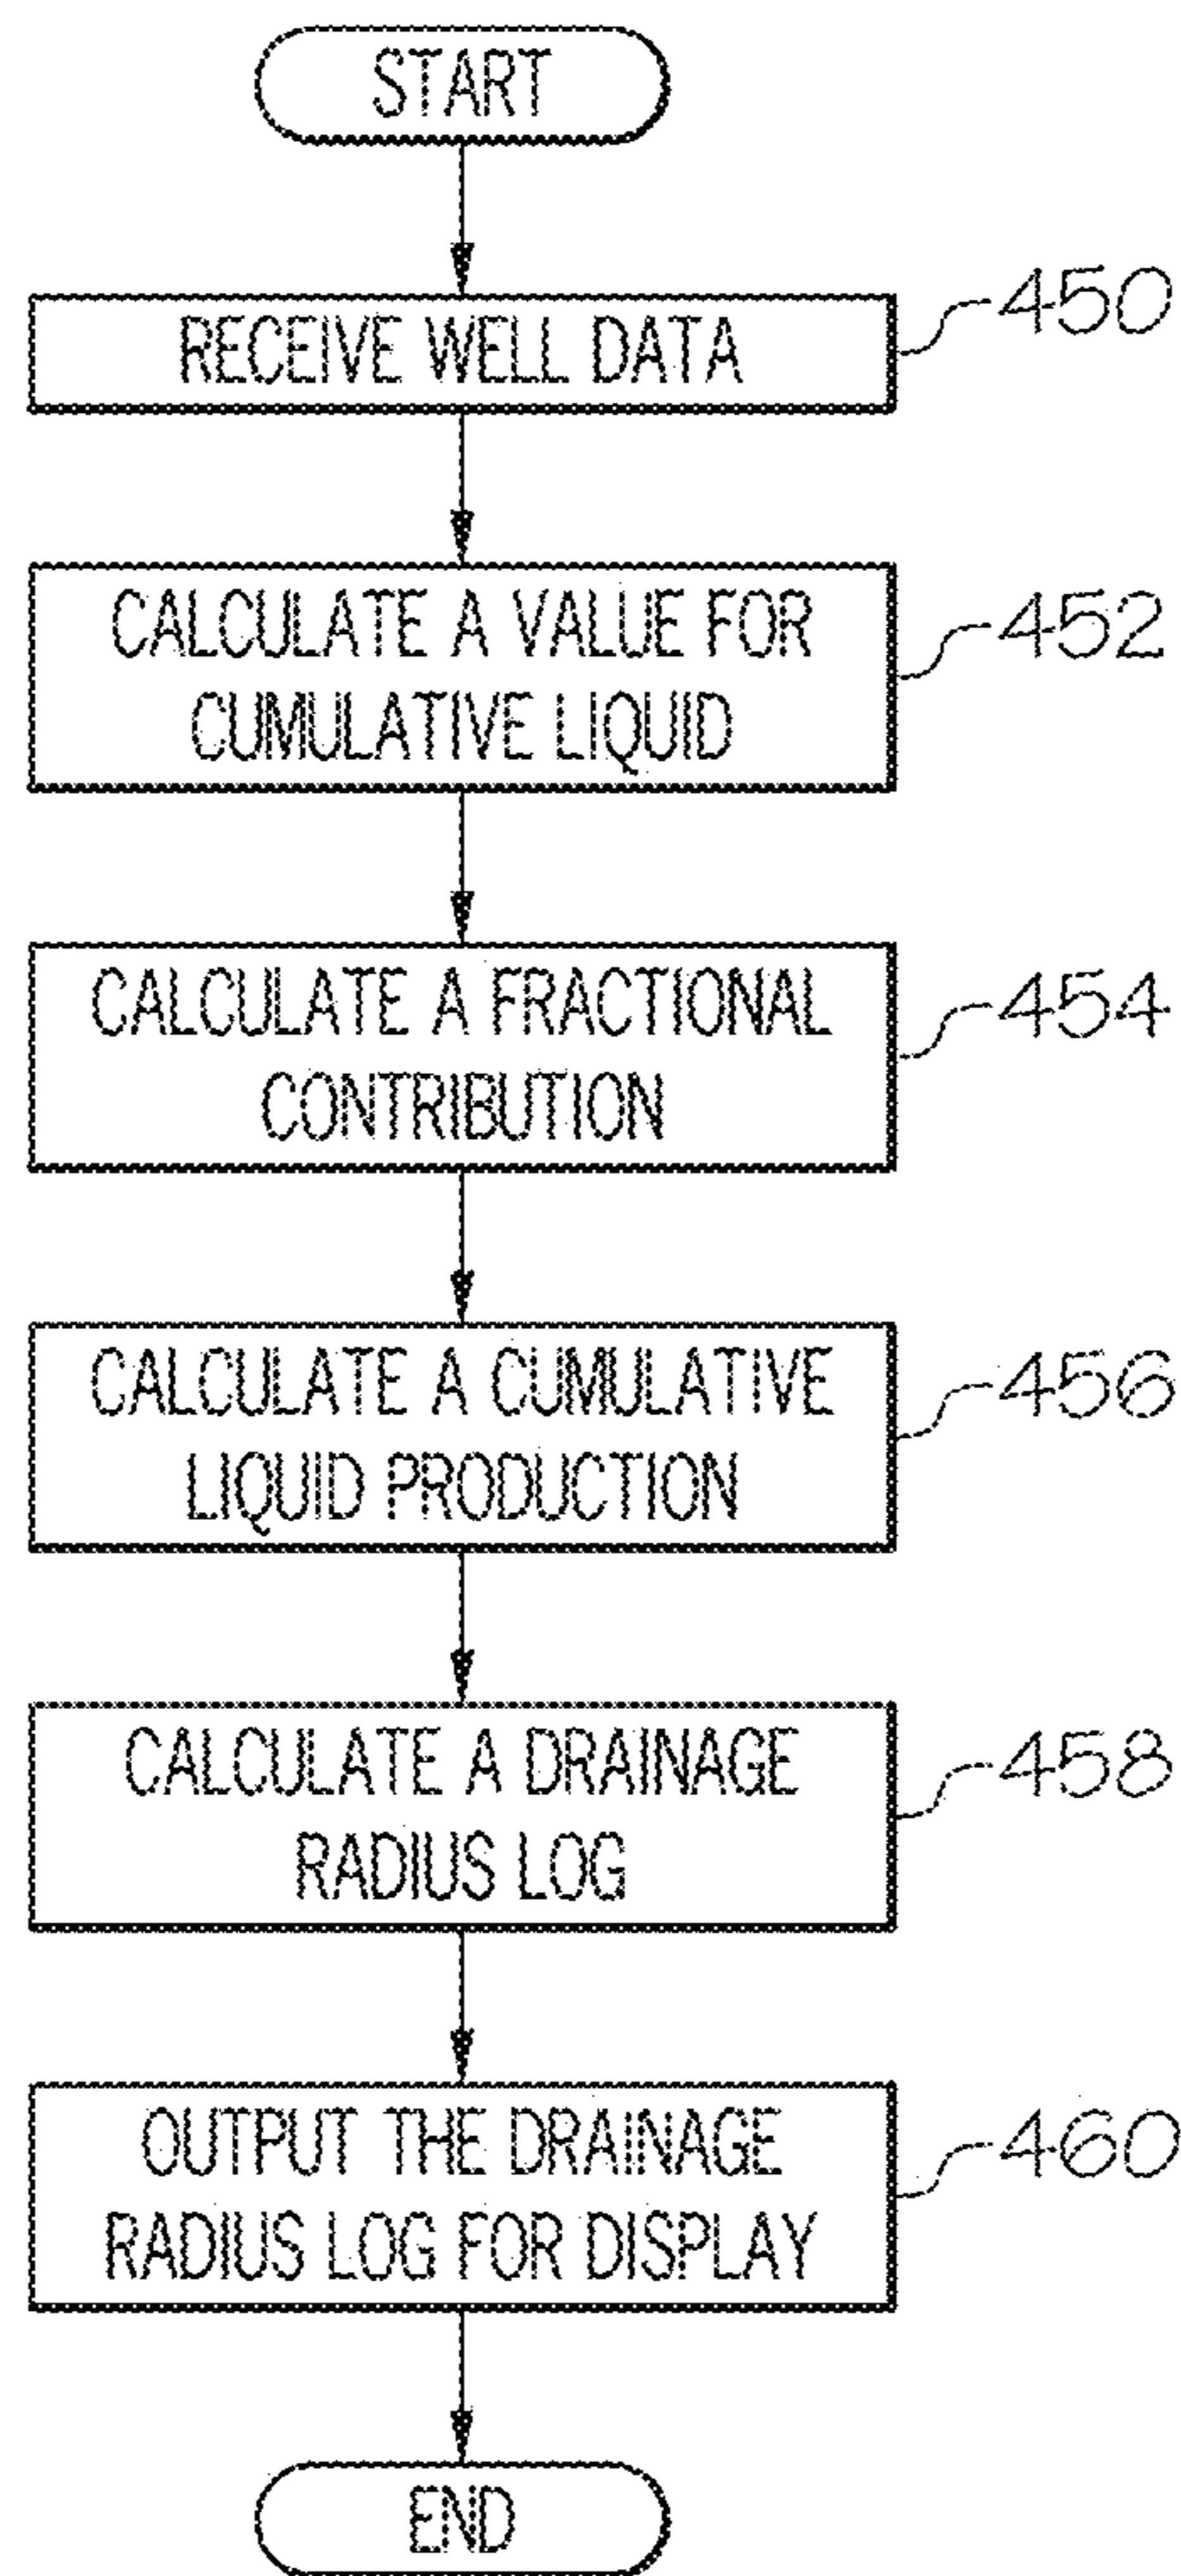 START
RECEIVE WELL DATA
450
CALCULATE A VALUE FOR
CUMULATIVE LIQUID
452
CALCULATE A FRACTIONAL
CONTRIBUTION
454
CALCULATE A CUMULATIVE
LIQUID PRODUCTION
456
CALCULATE A DRAINAGE
RADIUS LOG
458
OUTPUT THE DRAINAGE
RADIUS LOG FOR DISPLAY
460
END